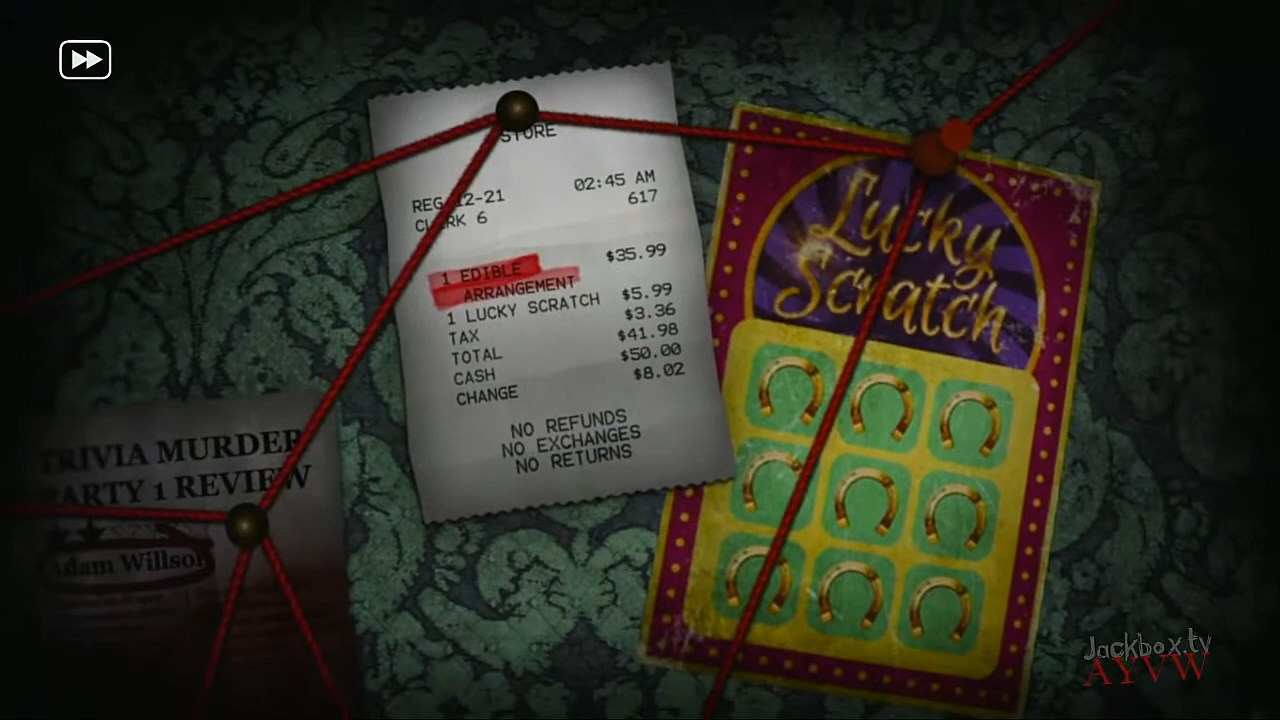 STORE
02:45 AM
REG 12-21
617
CLERK 6
1 EDIBLE
ARRANGEMENT
$35.99
1 LUCKY SCRATCH $5.99
TAX $3.36
TOTAL $41.98
CASH $50.00
CHANGE $8.02
NO REFUNDS
NO EXCHANGES
NO RETURNS
Lucky
Scratch
TRIVIA MURDER
PARTY 1 REVIEW
Adam Willson
Jackbox.tv
AYVW